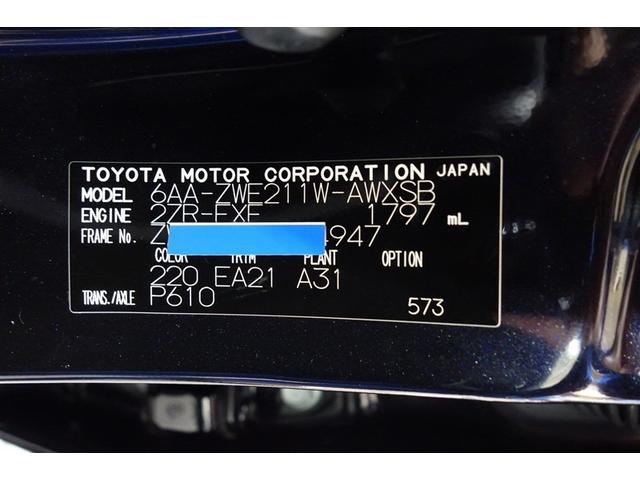 TOYOTA MOTOR CORPORATION JAPAN
MODEL 6AA-ZWE211W-AWXSB
ENGINE 2ZR-FXE 1797 mL
FRAME No. Z 4947
COLOR TRIM PLANT OPTION
220 EA21 A31
TRANS./AXLE P610 573